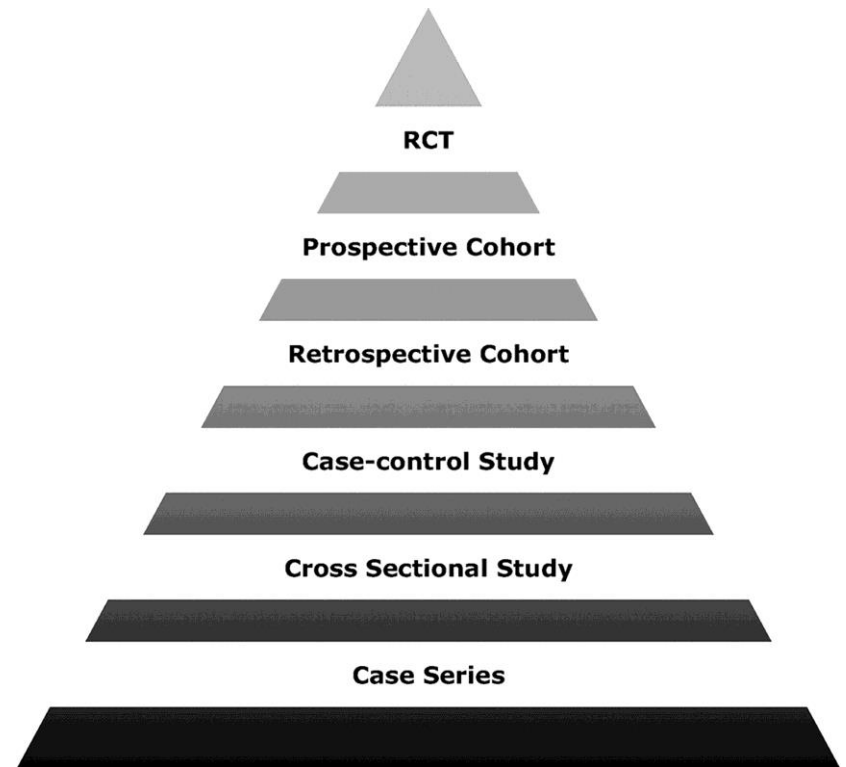 RCT
Prospective Cohort
Retrospective Cohort
Case-control Study
Cross Sectional Study
Case Series